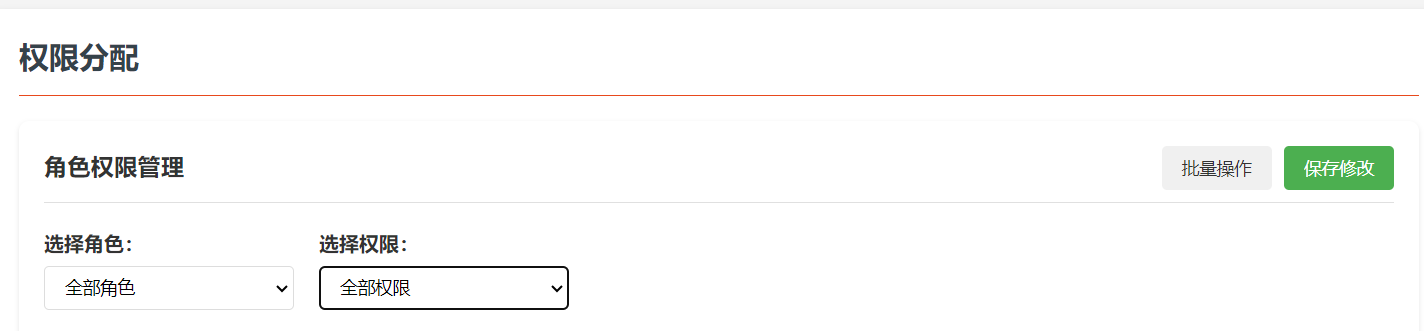 权限分配
角色权限管理
批量操作
保存修改
选择角色：
选择权限：
全部角色
全部权限